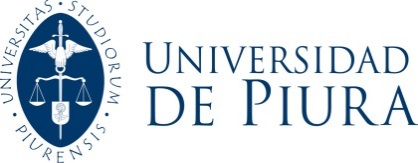 UNIVERSITAS · STUDIORUM · PIURENSIS ·
UNIVERSIDAD
DE PIURA